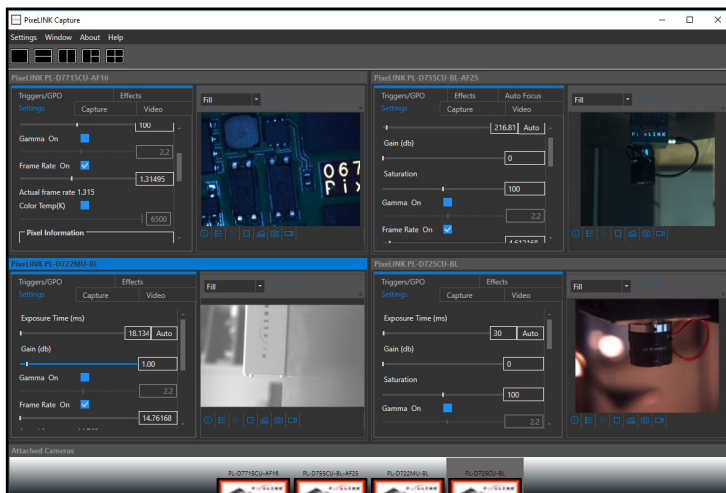 PixeLINK Capture
Settings Window About Help
PixeLINK PL-D7715CU-AF16
Triggers/GPO Effects
Settings Capture Video
100
Gamma On
2.2
Frame Rate On
1.31495
Actual frame rate 1.315
Color Temp(K)
6500
Pixel Information
Fill
067
Pix
PixeLINK PL-D755CU-BL-AF25
Triggers/GPO Effects Auto Focus
Settings Capture Video
216.81 Auto
Gain (db)
0
Saturation
100
Gamma On
2.2
Frame Rate On
4.612168
Fill
PIXELINK
PixeLINK PL-D722MU-BL
Triggers/GPO Effects
Settings Capture Video
Exposure Time (ms)
18.134 Auto
Gain (db)
1.00
Gamma On
2.2
Frame Rate On
14.76168
Fill
PixeLINK PL-D725CU-BL
Triggers/GPO Effects
Settings Capture Video
Exposure Time (ms)
30 Auto
Gain (db)
0
Saturation
100
Gamma On
2.2
Fill
Attached Cameras
PL-D7715CU-AF16 PL-D755CU-BL-AF25 PL-D722MU-BL PL-D725CU-BL